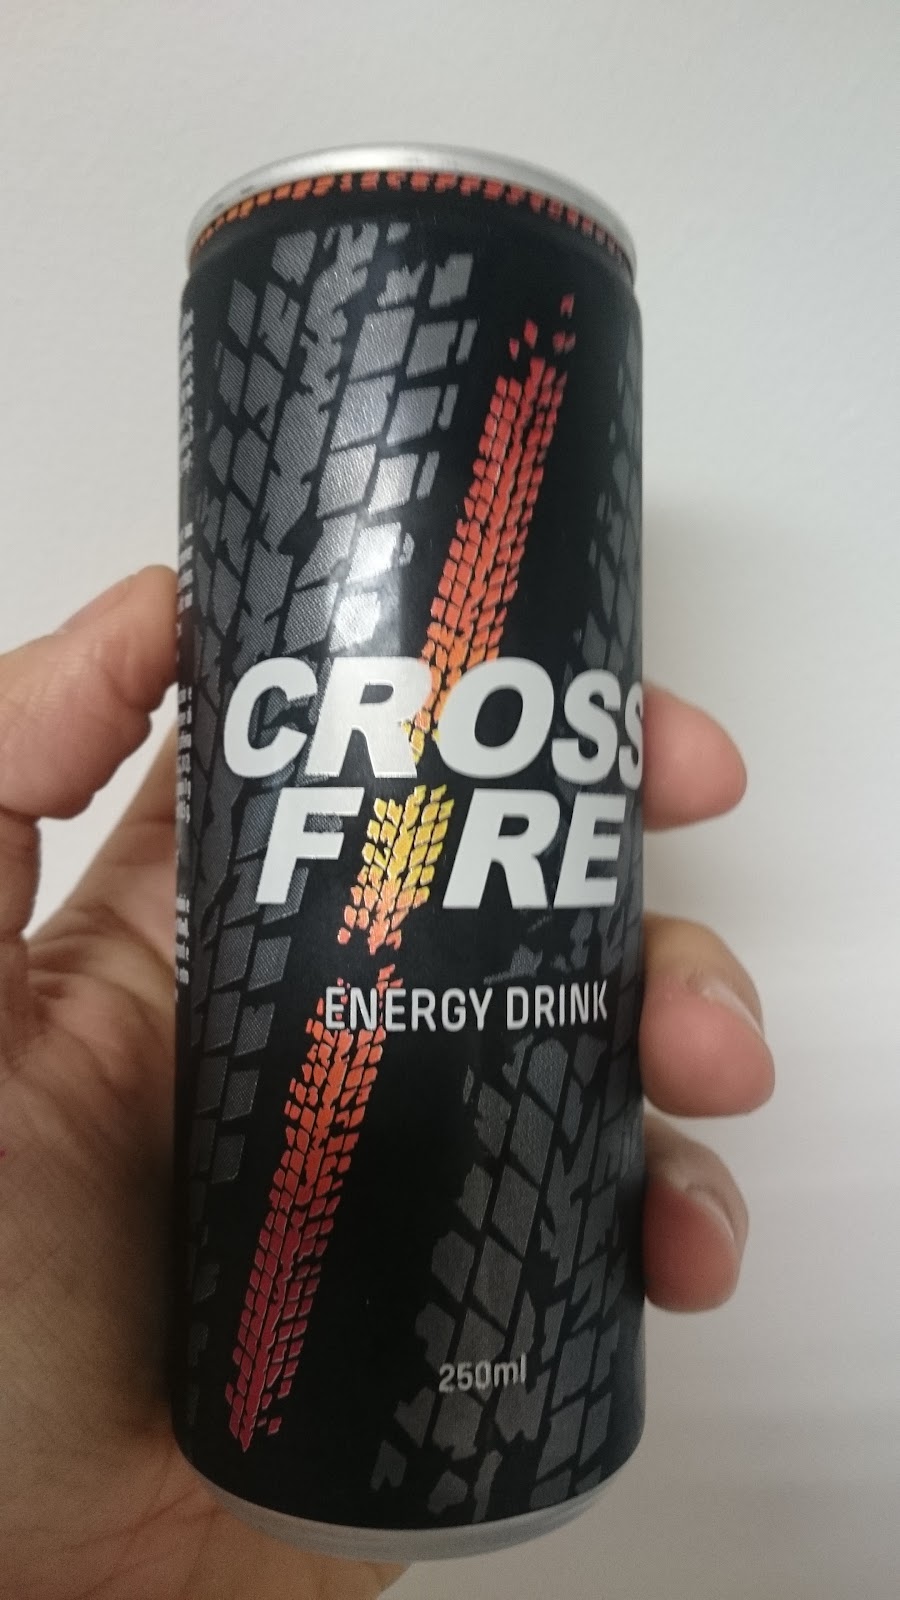 CROSS
FIRE
ENERGY DRINK
250ml